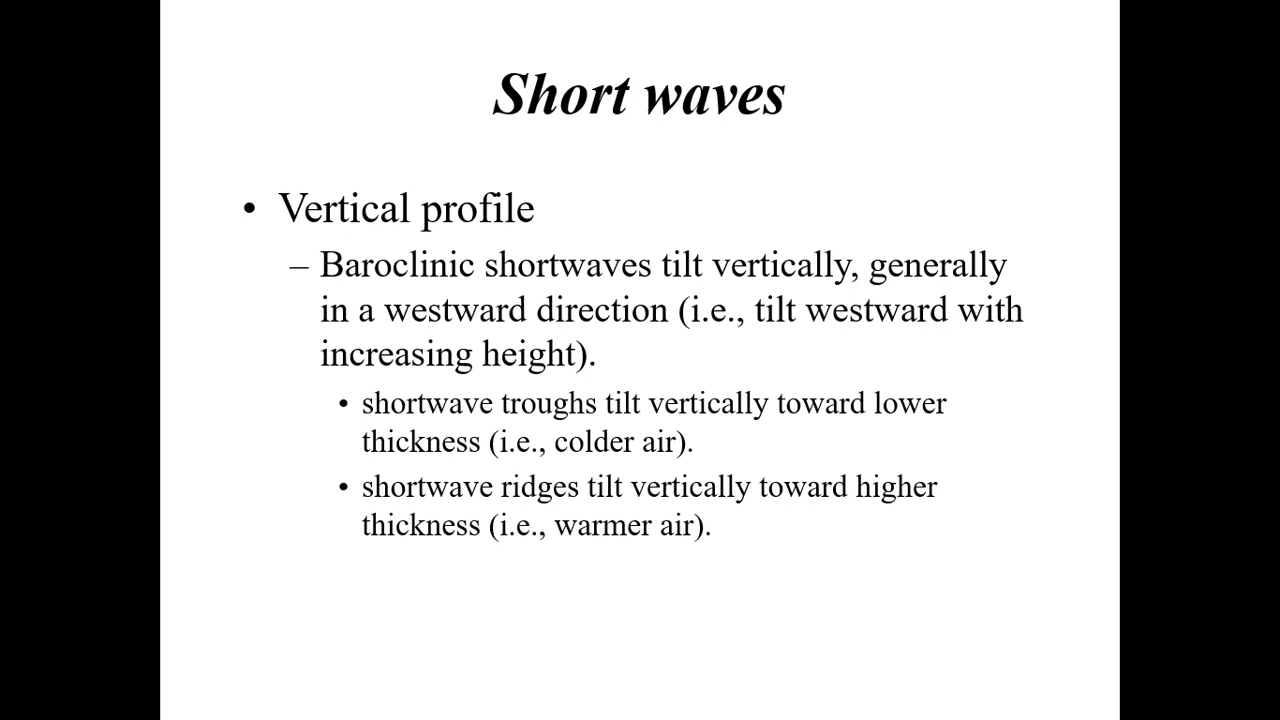 Short waves
• Vertical profile
– Baroclinic shortwaves tilt vertically, generally
in a westward direction (i.e., tilt westward with
increasing height).
• shortwave troughs tilt vertically toward lower
thickness (i.e., colder air).
• shortwave ridges tilt vertically toward higher
thickness (i.e., warmer air).